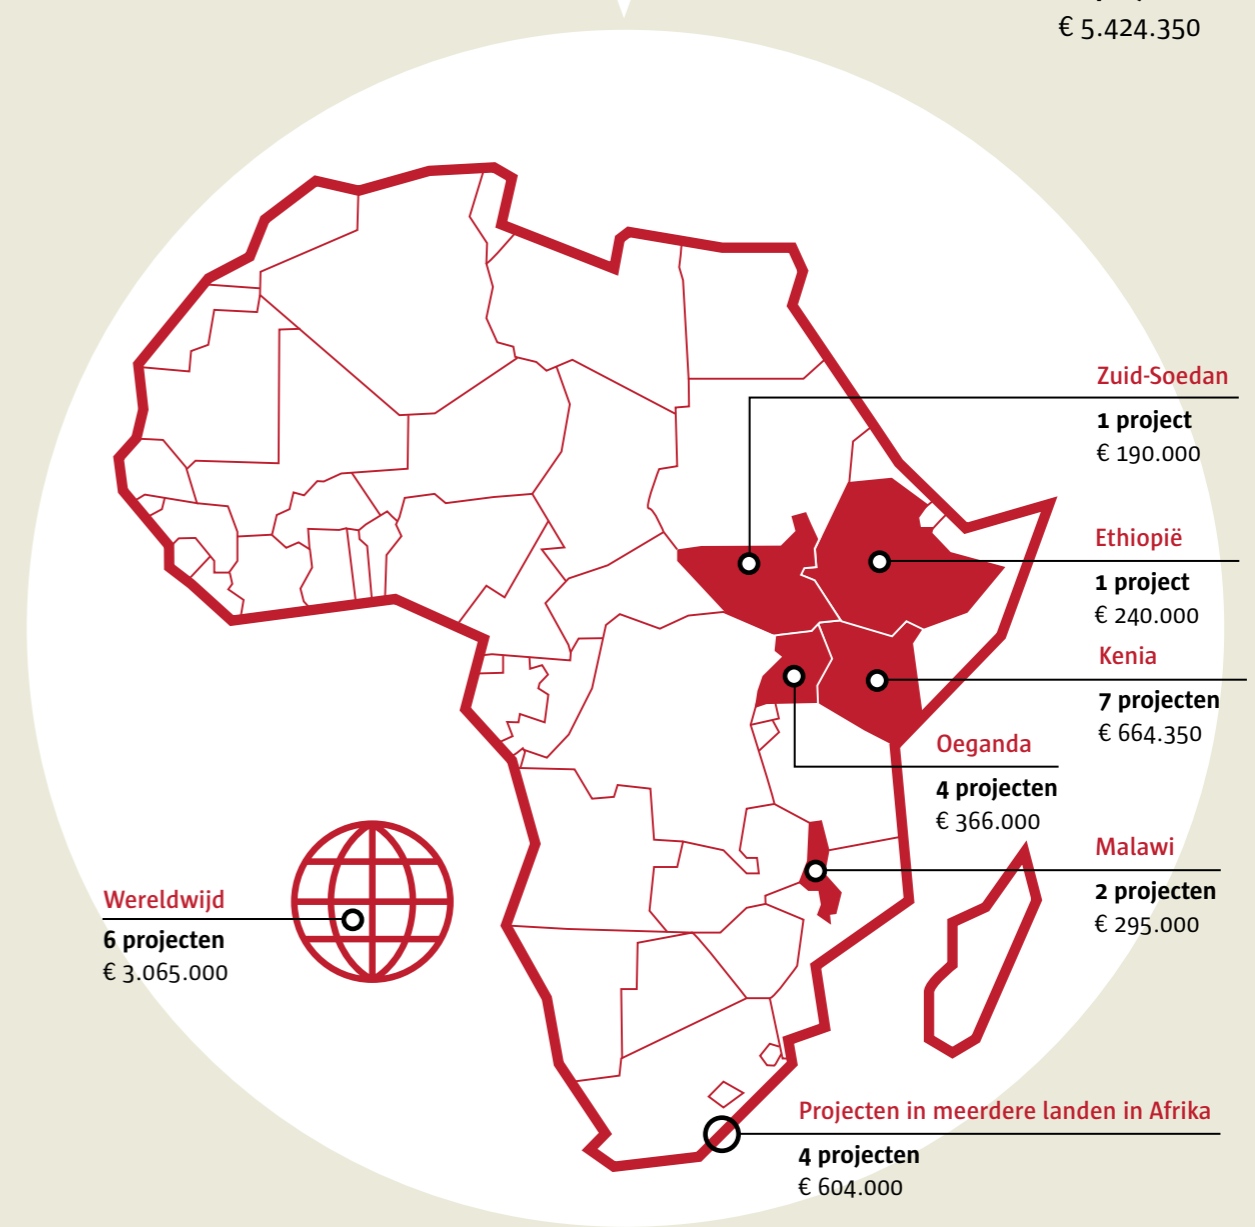 € 5.424.350
Zuid-Soedan
1 project
€ 190.000
Ethiopië
1 project
€ 240.000
Kenia
7 projecten
€ 664.350
Oeganda
4 projecten
€ 366.000
Malawi
2 projecten
€ 295.000
Wereldwijd
6 projecten
€ 3.065.000
Projecten in meerdere landen in Afrika
4 projecten
€ 604.000